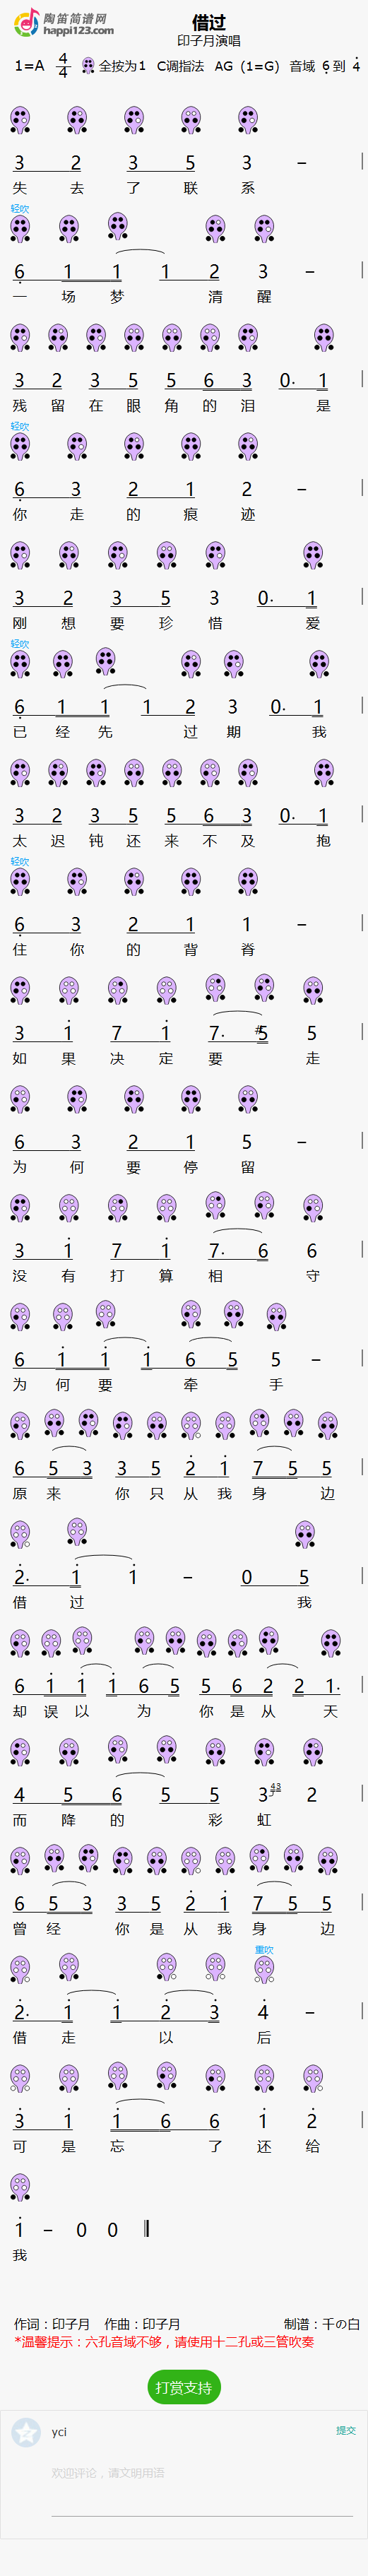 陶笛简谱网
happi123.com
借过
印子月演唱
1=A 4/4 全按为1 C调指法 AG (1=G) 音域 6̣ 到 4̇
3 2 3 5 3 –
失 去 了 联 系
轻吹
6̣ 1 1 1 2 3 –
一 场 梦 清 醒
3 2 3 5 5 6 3 0· 1
残 留 在 眼 角 的 泪 是
轻吹
6̣ 3 2 1 2 –
你 走 的 痕 迹
3 2 3 5 3 0· 1
刚 想 要 珍 惜 爱
轻吹
6̣ 1 1 1 2 3 0· 1
已 经 先 过 期 我
3 2 3 5 5 6 3 0· 1
太 迟 钝 还 来 不 及 抱
轻吹
6̣ 3 2 1 1 –
住 你 的 背 脊
3 1̇ 7 1̇ 7· #5 5
如 果 决 定 要 走
6 3 2 1 5 –
为 何 要 停 留
3 1̇ 7 1̇ 7· 6 6
没 有 打 算 相 守
6 1̇ 1̇ 1̇ 6 5 5 –
为 何 要 牵 手
6 5 3 3 5 2̇ 1̇ 7 5 5
原 来 你 只 从 我 身 边
2̇· 1̇ 1̇ – 0 5
借 过 我
6 1̇ 1̇ 1̇ 6 5 5 6 2 2 1·
却 误 以 为 你 是 从 天
4 5 6 5 5 3 43 2
而 降 的 彩 虹
6 5 3 3 5 2̇ 1̇ 7 5 5
曾 经 你 是 从 我 身 边
重吹
2̇· 1̇ 1̇ 2̇ 3̇ 4̇ –
借 走 以 后
3̇ 1̇ 1̇ 6 6 1̇ 2̇
可 是 忘 了 还 给
1̇ – 0 0
我
作词：印子月 作曲：印子月 制谱：千の白
*温馨提示：六孔音域不够，请使用十二孔或三管吹奏
打赏支持
yci 提交
欢迎评论，请文明用语